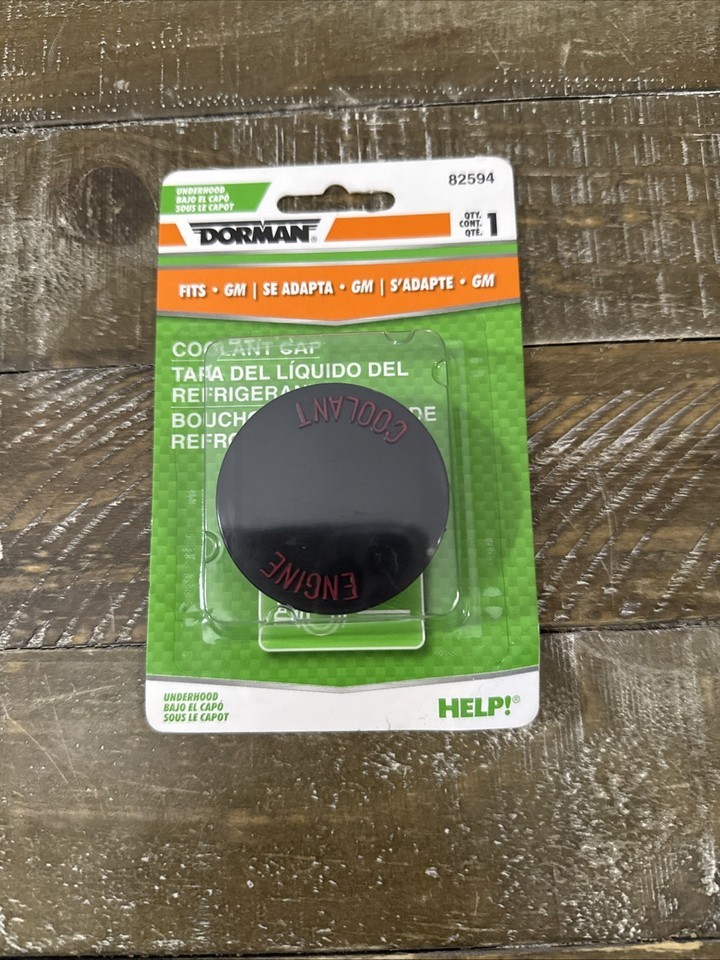 82594
UNDERHOOD
BAJO EL CAPÓ
SOUS LE CAPOT
DORMAN®
QTY.
CONT.
QTÉ.
1
FITS • GM | SE ADAPTA • GM | S'ADAPTE • GM
COOLANT CAP
TAPA DEL LÍQUIDO DEL
DE
COOLANT
ENGINE
UNDERHOOD
BAJO EL CAPÓ
SOUS LE CAPOT
HELP!®